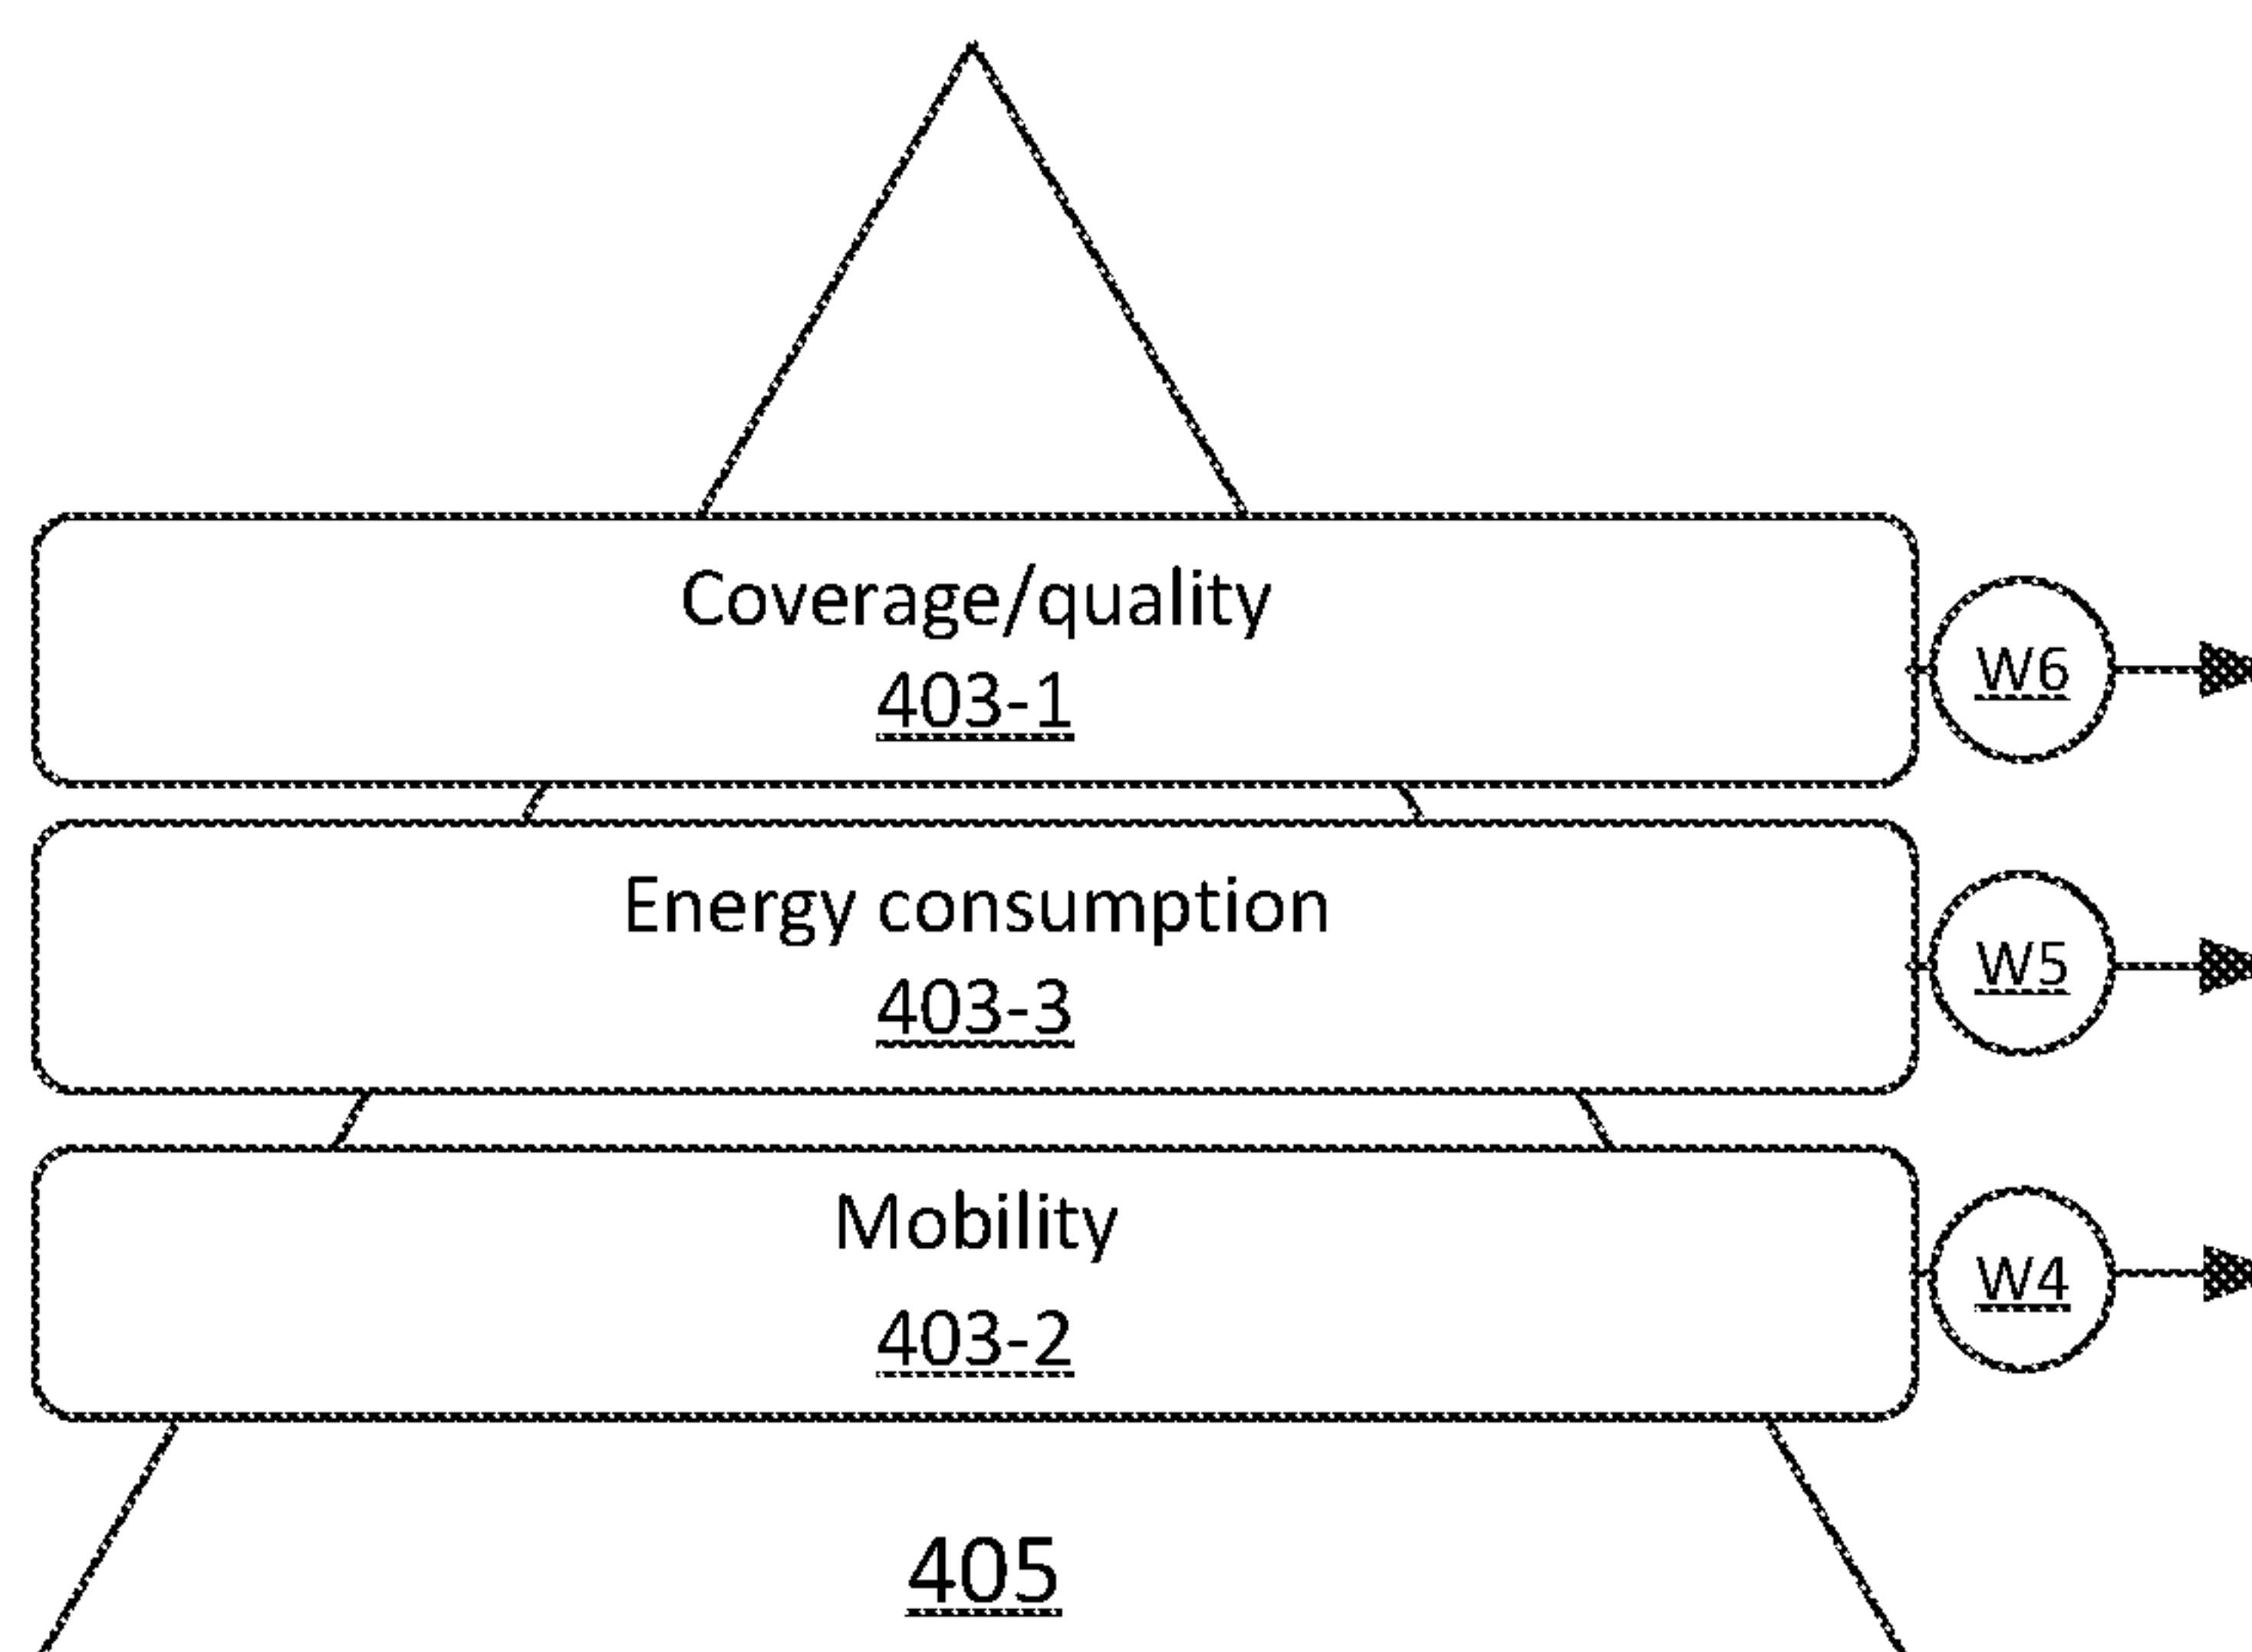 Coverage/quality
403-1
W6
Energy consumption
403-3
W5
Mobility
403-2
W4
405